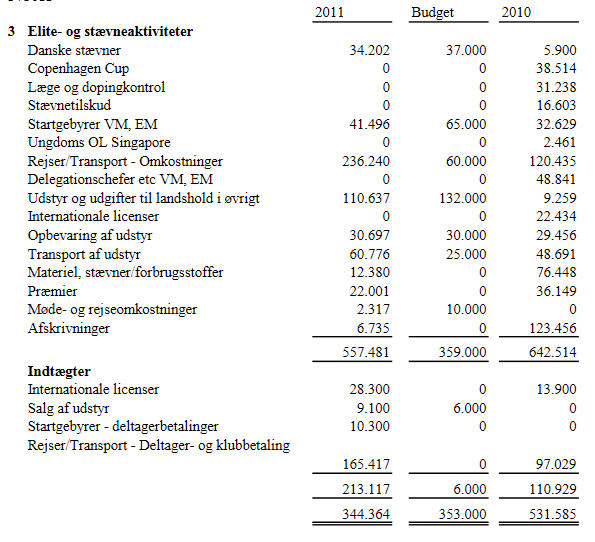 2011 Budget 2010
3 Elite- og stævneaktiviteter
Danske stævner 34.202 37.000 5.900
Copenhagen Cup 0 0 38.514
Læge og dopingkontrol 0 0 31.238
Stævnetilskud 0 0 16.603
Startgebyrer VM, EM 41.496 65.000 32.629
Ungdoms OL Singapore 0 0 2.461
Rejser/Transport - Omkostninger 236.240 60.000 120.435
Delegationschefer etc VM, EM 0 0 48.841
Udstyr og udgifter til landshold i øvrigt 110.637 132.000 9.259
Internationale licenser 0 0 22.434
Opbevaring af udstyr 30.697 30.000 29.456
Transport af udstyr 60.776 25.000 48.691
Materiel, stævner/forbrugsstoffer 12.380 0 76.448
Præmier 22.001 0 36.149
Møde- og rejseomkostninger 2.317 10.000 0
Afskrivninger 6.735 0 123.456
557.481 359.000 642.514
Indtægter
Internationale licenser 28.300 0 13.900
Salg af udstyr 9.100 6.000 0
Startgebyrer - deltagerbetalinger 10.300 0 0
Rejser/Transport - Deltager- og klubbetaling
165.417 0 97.029
213.117 6.000 110.929
344.364 353.000 531.585